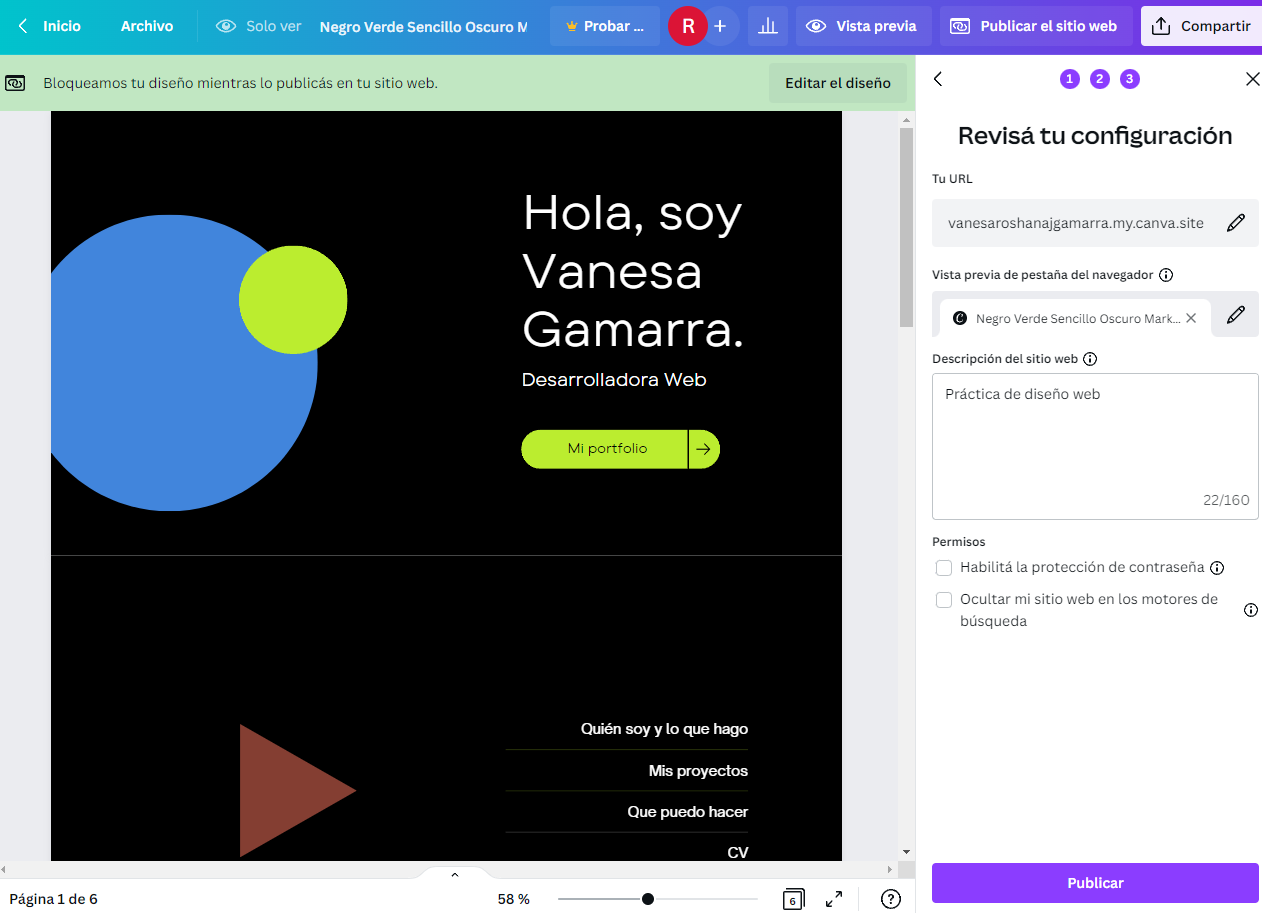 Inicio
Archivo
Solo ver
Negro Verde Sencillo Oscuro M
Probar ...
R
Vista previa
Publicar el sitio web
Compartir
Bloqueamos tu diseño mientras lo publicás en tu sitio web.
Editar el diseño
Hola, soy
Vanesa
Gamarra.
Desarrolladora Web
Mi portfolio
Quién soy y lo que hago
Mis proyectos
Que puedo hacer
CV
Página 1 de 6
58 %
6
?
1 2 3
Revisá tu configuración
Tu URL
vanesaroshanajgamarra.my.canva.site
Vista previa de pestaña del navegador
Negro Verde Sencillo Oscuro Mark...
Descripción del sitio web
Práctica de diseño web
22/160
Permisos
Habilitá la protección de contraseña
Ocultar mi sitio web en los motores de
búsqueda
Publicar